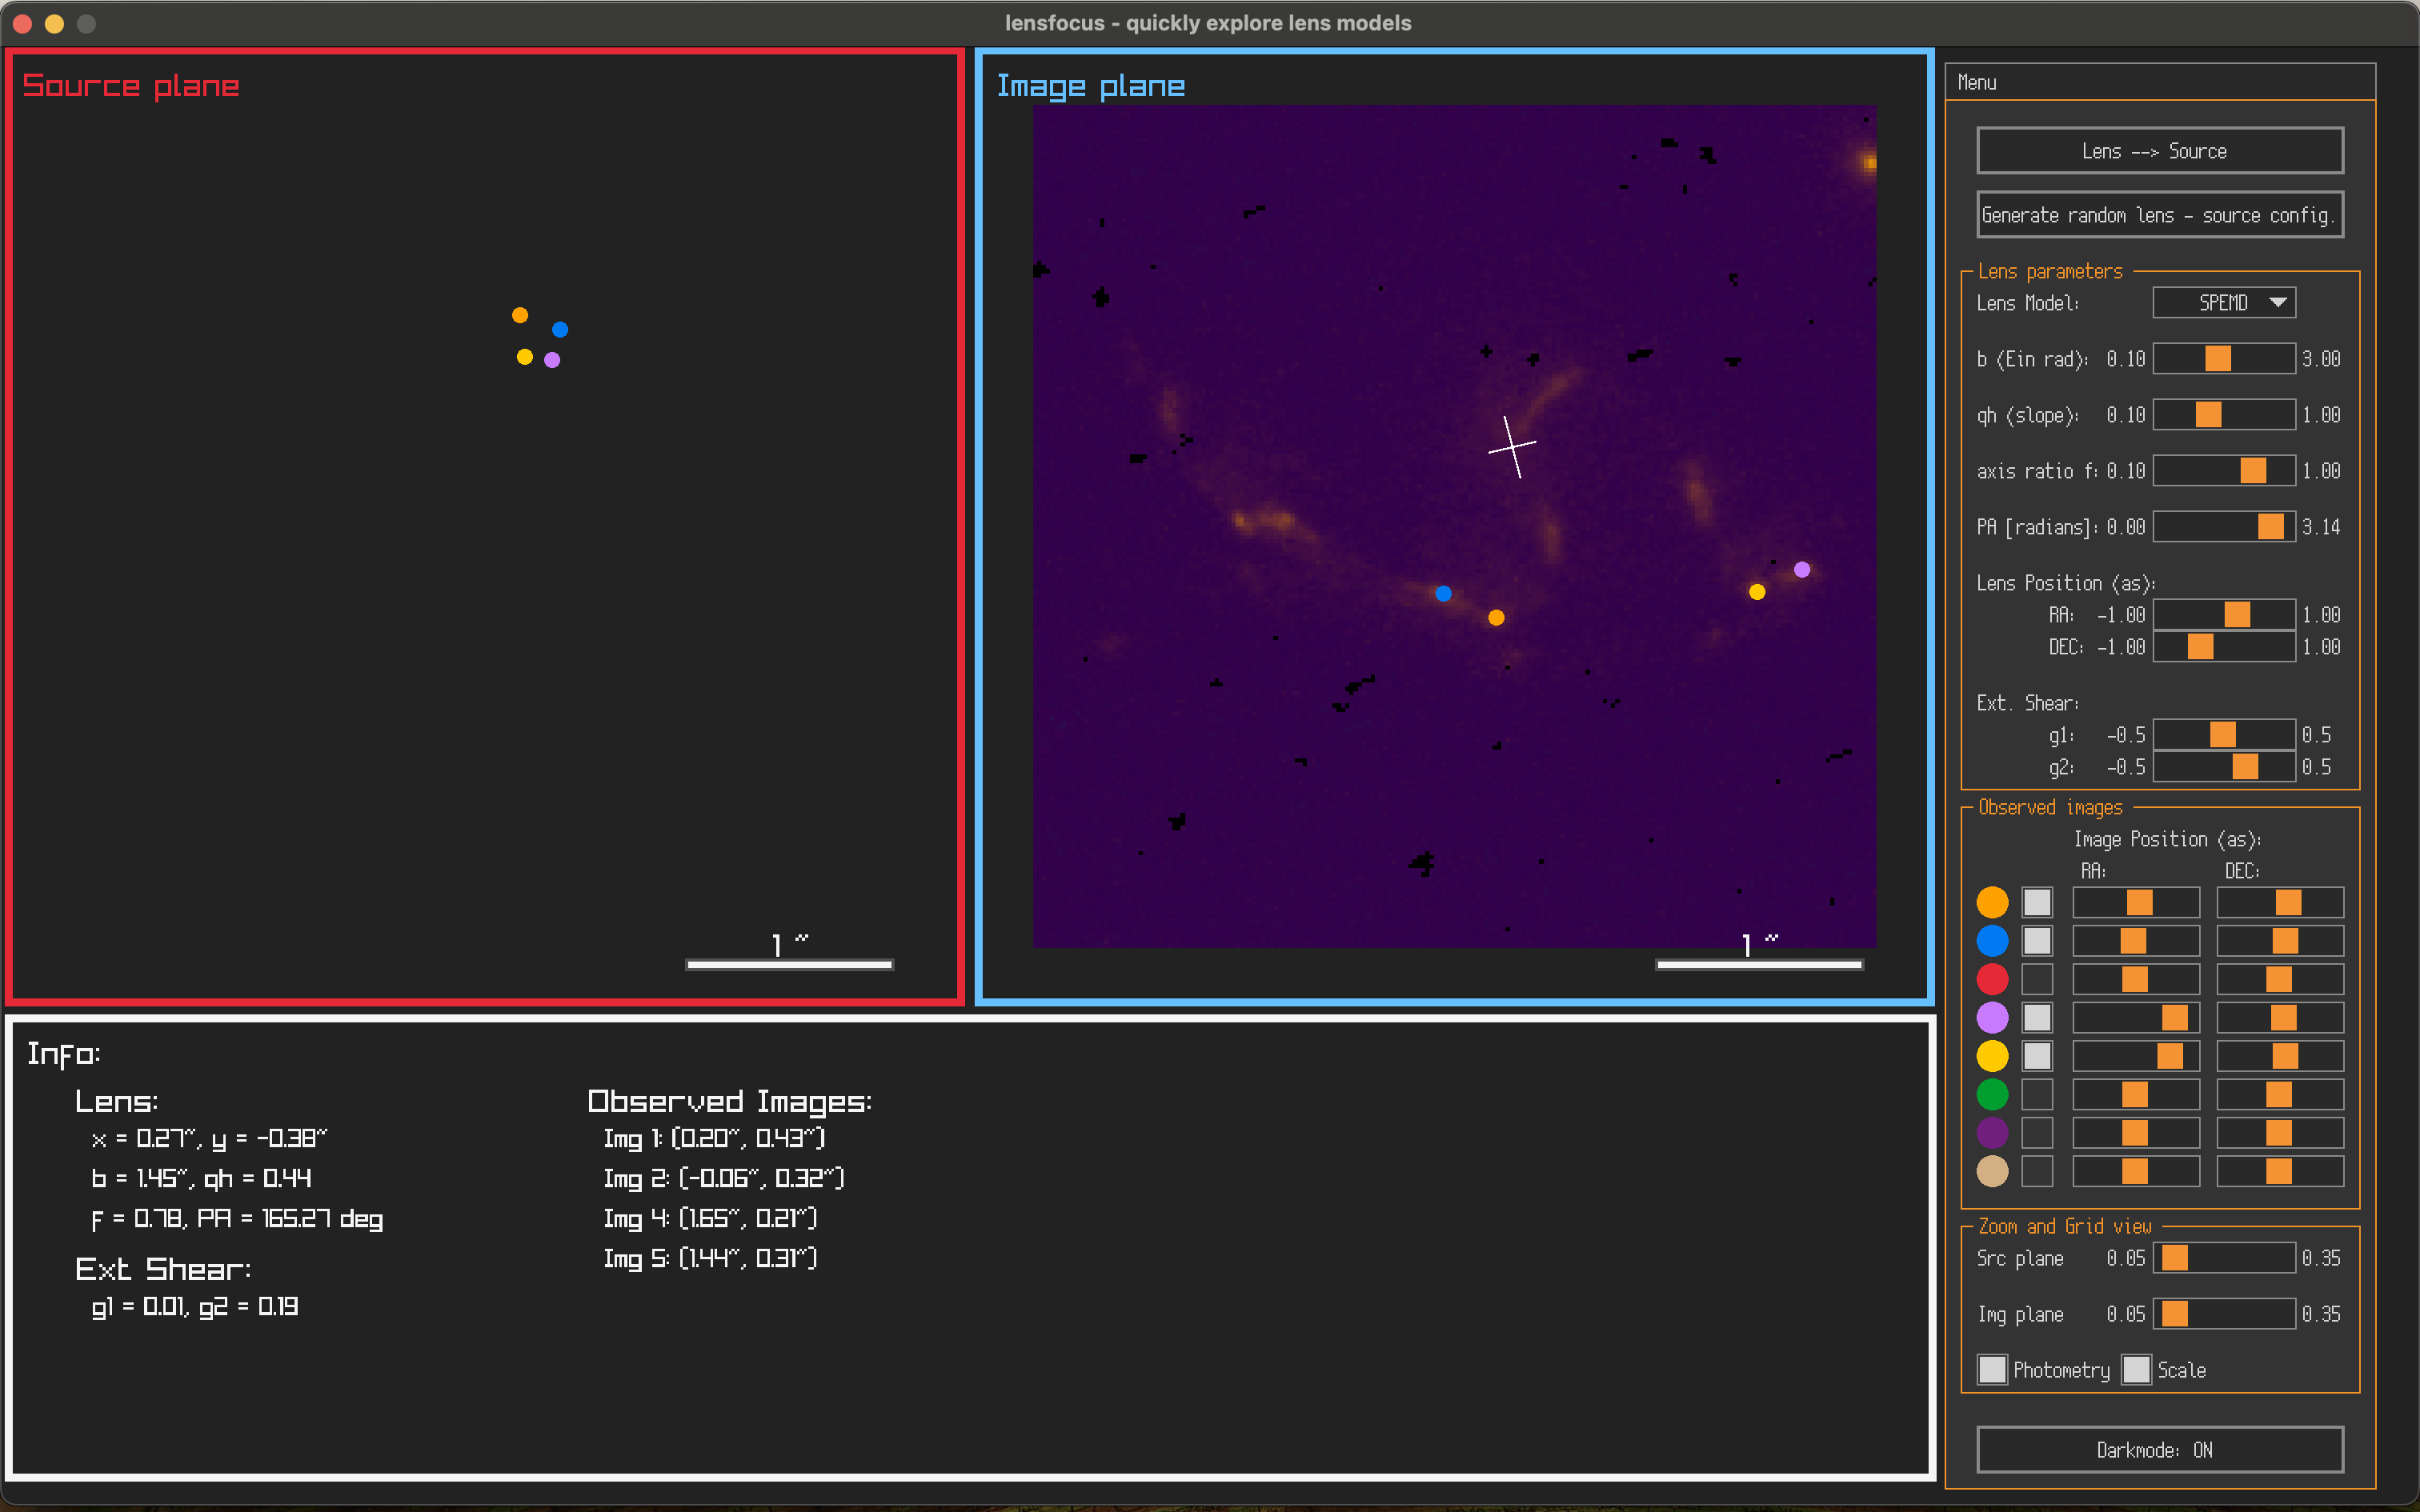 lensfocus - quickly explore lens models
Source plane
1 "
Image plane
1 "
Info:
Lens:
x = 0.27", y = -0.38"
b = 1.45", qh = 0.44
f = 0.78, PA = 165.27 deg
Ext Shear:
g1 = 0.01, g2 = 0.19
Observed Images:
Img 1: (0.20", 0.43")
Img 2: (-0.06", 0.32")
Img 4: (1.65", 0.21")
Img 5: (1.44", 0.31")
Menu
Lens --> Source
Generate random lens - source config.
Lens parameters
Lens Model: SPEMD
b (Ein rad): 0.10 3.00
qh (slope): 0.10 1.00
axis ratio f: 0.10 1.00
PA [radians]: 0.00 3.14
Lens Position (as):
RA: -1.00 1.00
DEC: -1.00 1.00
Ext. Shear:
g1: -0.5 0.5
g2: -0.5 0.5
Observed images
Image Position (as):
RA: DEC:
Zoom and Grid view
Src plane 0.05 0.35
Img plane 0.05 0.35
Photometry Scale
Darkmode: ON